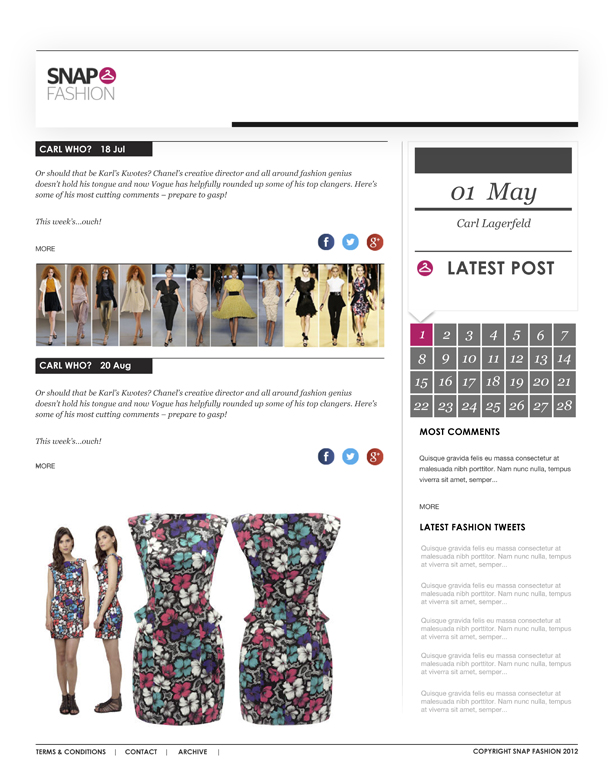 SNAP
FASHION
CARL WHO? 18 Jul
Or should that be Karl's Kwotes? Chanel's creative director and all around fashion genius
doesn't hold his tongue and now Vogue has helpfully rounded up some of his top clangers. Here's
some of his most cutting comments – prepare to gasp!
This week's...ouch!
MORE
f
g+
CARL WHO? 20 Aug
Or should that be Karl's Kwotes? Chanel's creative director and all around fashion genius
doesn't hold his tongue and now Vogue has helpfully rounded up some of his top clangers. Here's
some of his most cutting comments – prepare to gasp!
This week's...ouch!
MORE
f
g+
01 May
Carl Lagerfeld
LATEST POST
1 2 3 4 5 6 7
8 9 10 11 12 13 14
15 16 17 18 19 20 21
22 23 24 25 26 27 28
MOST COMMENTS
Quisque gravida felis eu massa consectetur at
malesuada nibh porttitor. Nam nunc nulla, tempus
viverra sit amet, semper...
MORE
LATEST FASHION TWEETS
Quisque gravida felis eu massa consectetur at
malesuada nibh porttitor. Nam nunc nulla, tempus
at viverra sit amet, semper...
Quisque gravida felis eu massa consectetur at
malesuada nibh porttitor. Nam nunc nulla, tempus
at viverra sit amet, semper...
Quisque gravida felis eu massa consectetur at
malesuada nibh porttitor. Nam nunc nulla, tempus
at viverra sit amet, semper...
Quisque gravida felis eu massa consectetur at
malesuada nibh porttitor. Nam nunc nulla, tempus
at viverra sit amet, semper...
Quisque gravida felis eu massa consectetur at
malesuada nibh porttitor. Nam nunc nulla, tempus
at viverra sit amet, semper...
TERMS & CONDITIONS | CONTACT | ARCHIVE |
COPYRIGHT SNAP FASHION 2012